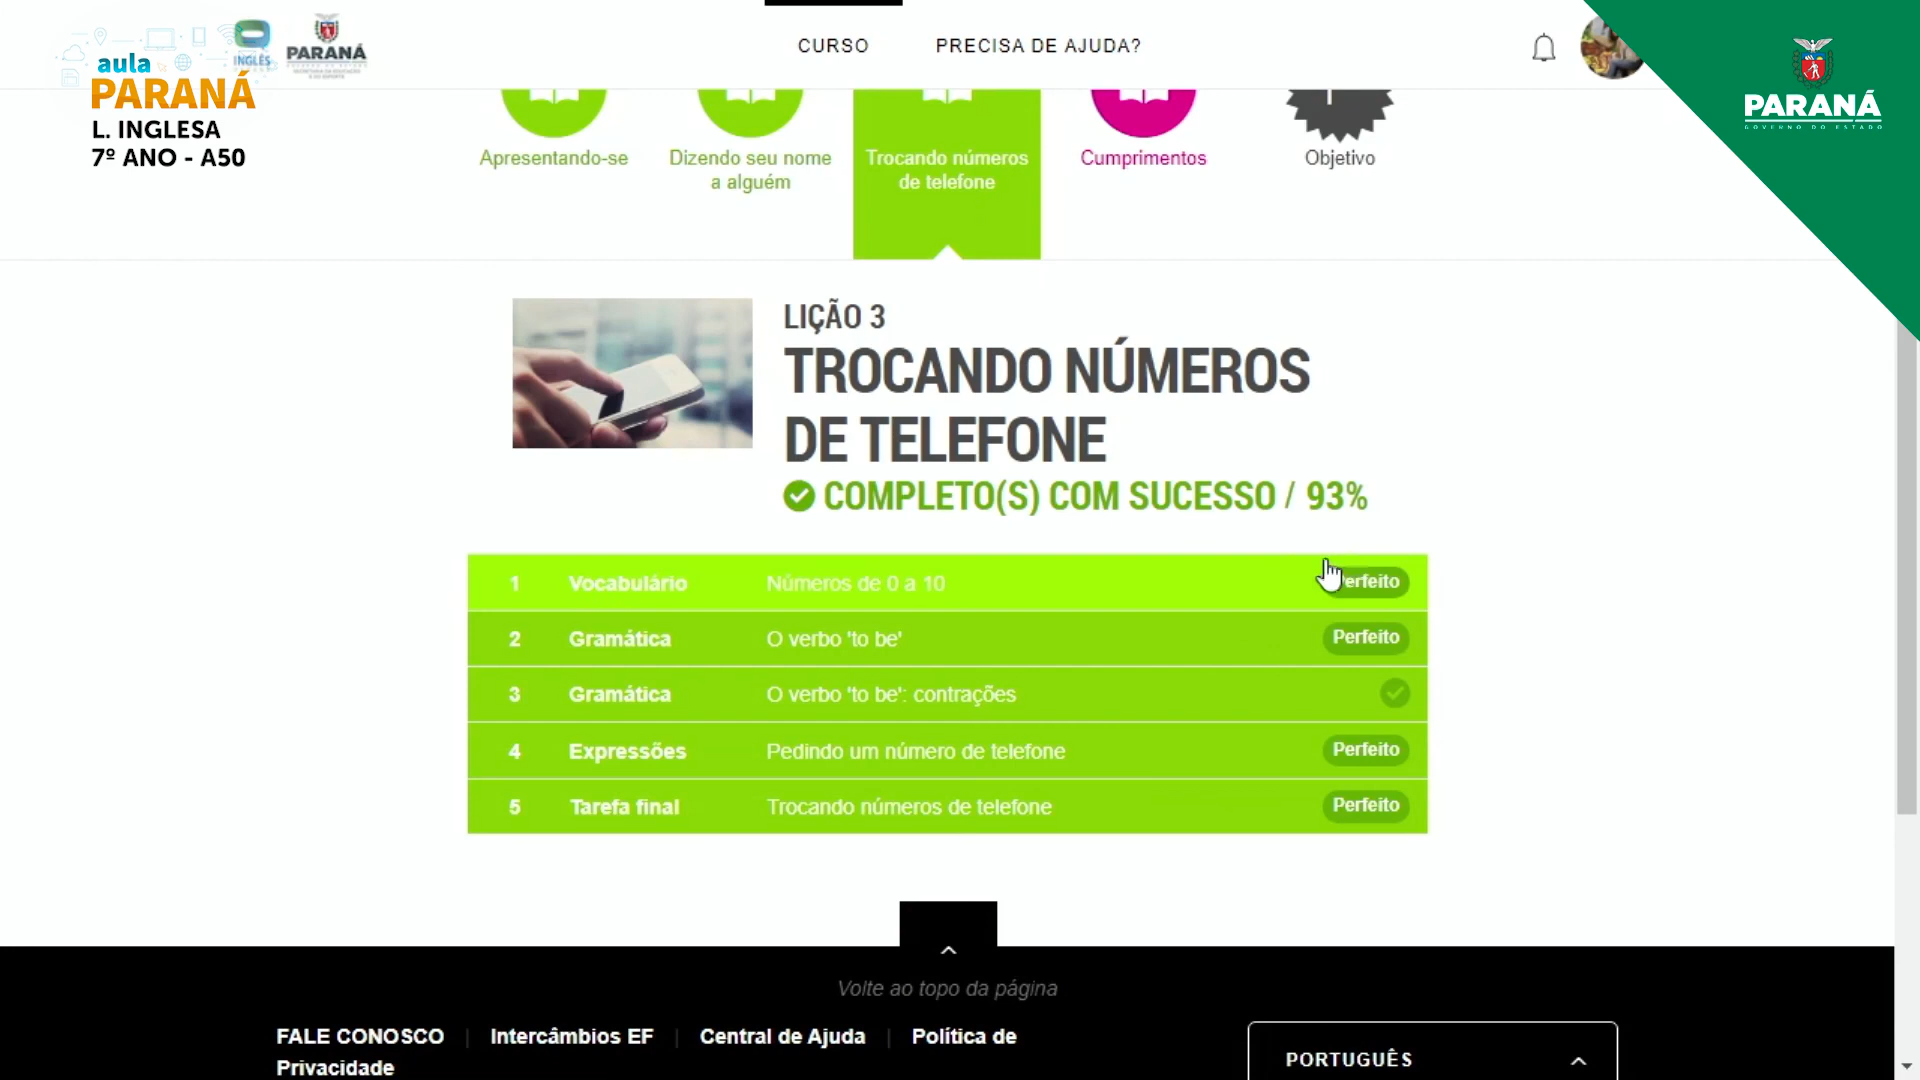 CURSO
PRECISA DE AJUDA?
INGLÊS
PARANÁ
aula
PARANÁ
L. INGLESA
7º ANO - A50
PARANÁ
GOVERNO DO ESTADO
Apresentando-se
Dizendo seu nome
a alguém
Trocando números
de telefone
Cumprimentos
Objetivo
LIÇÃO 3
TROCANDO NÚMEROS
DE TELEFONE
COMPLETO(S) COM SUCESSO / 93%
1 Vocabulário Números de 0 a 10 erfeito
2 Gramática O verbo 'to be' Perfeito
3 Gramática O verbo 'to be': contrações
4 Expressões Pedindo um número de telefone Perfeito
5 Tarefa final Trocando números de telefone Perfeito
Volte ao topo da página
FALE CONOSCO | Intercâmbios EF | Central de Ajuda | Política de
Privacidade
PORTUGUÊS